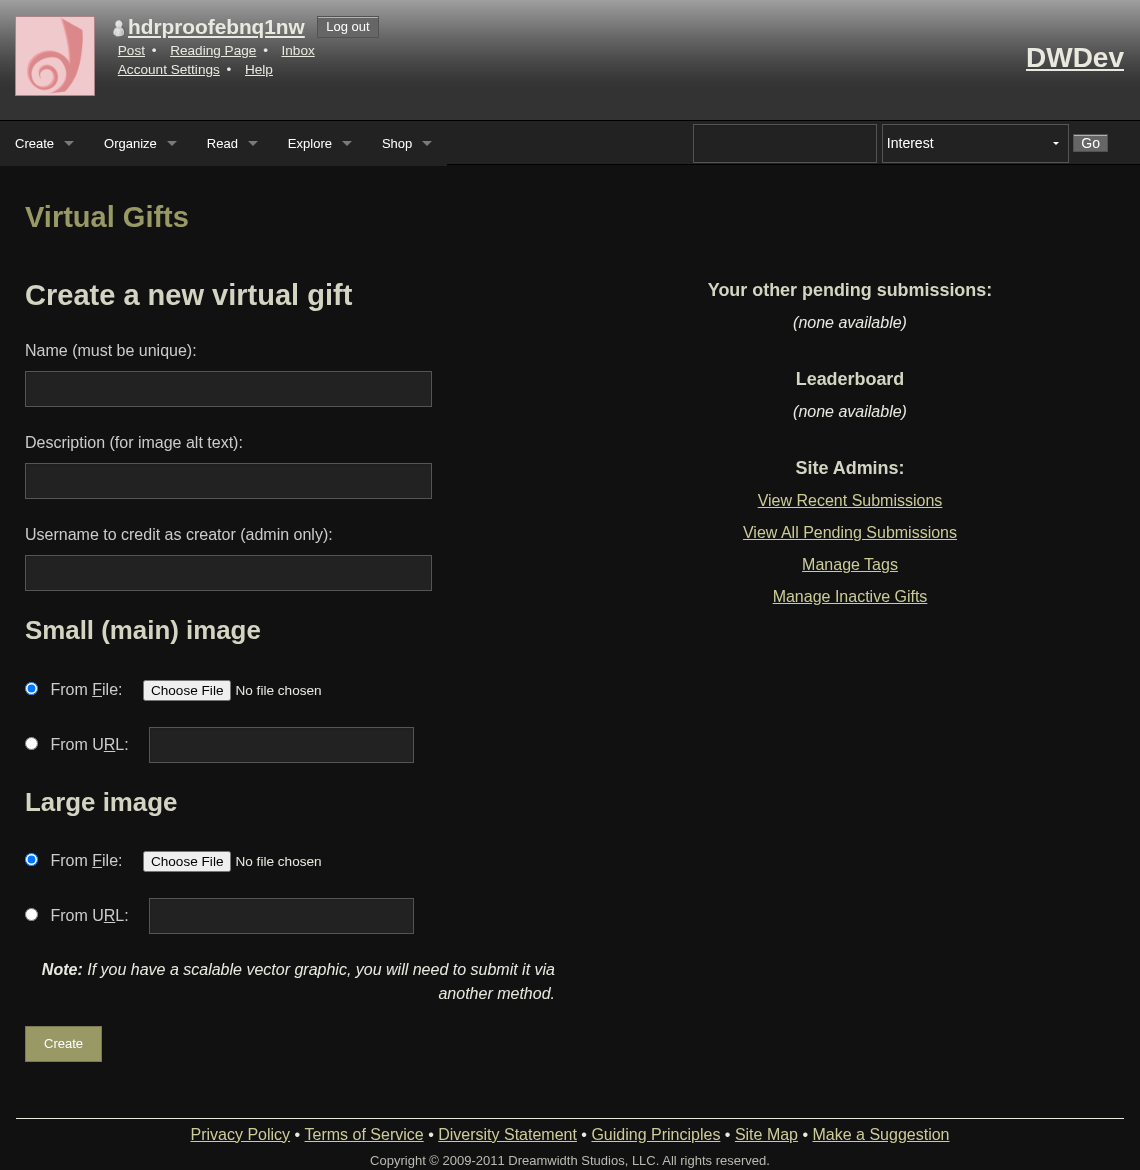 hdrproofebnq1nw Log out
Post • Reading Page • Inbox
Account Settings • Help
DWDev
Create Organize Read Explore Shop Interest Go
Virtual Gifts
Create a new virtual gift
Name (must be unique):
Description (for image alt text):
Username to credit as creator (admin only):
Small (main) image
From File: Choose File No file chosen
From URL:
Large image
From File: Choose File No file chosen
From URL:
Note: If you have a scalable vector graphic, you will need to submit it via
another method.
Create
Your other pending submissions:
(none available)
Leaderboard
(none available)
Site Admins:
View Recent Submissions
View All Pending Submissions
Manage Tags
Manage Inactive Gifts
Privacy Policy • Terms of Service • Diversity Statement • Guiding Principles • Site Map • Make a Suggestion
Copyright © 2009-2011 Dreamwidth Studios, LLC. All rights reserved.